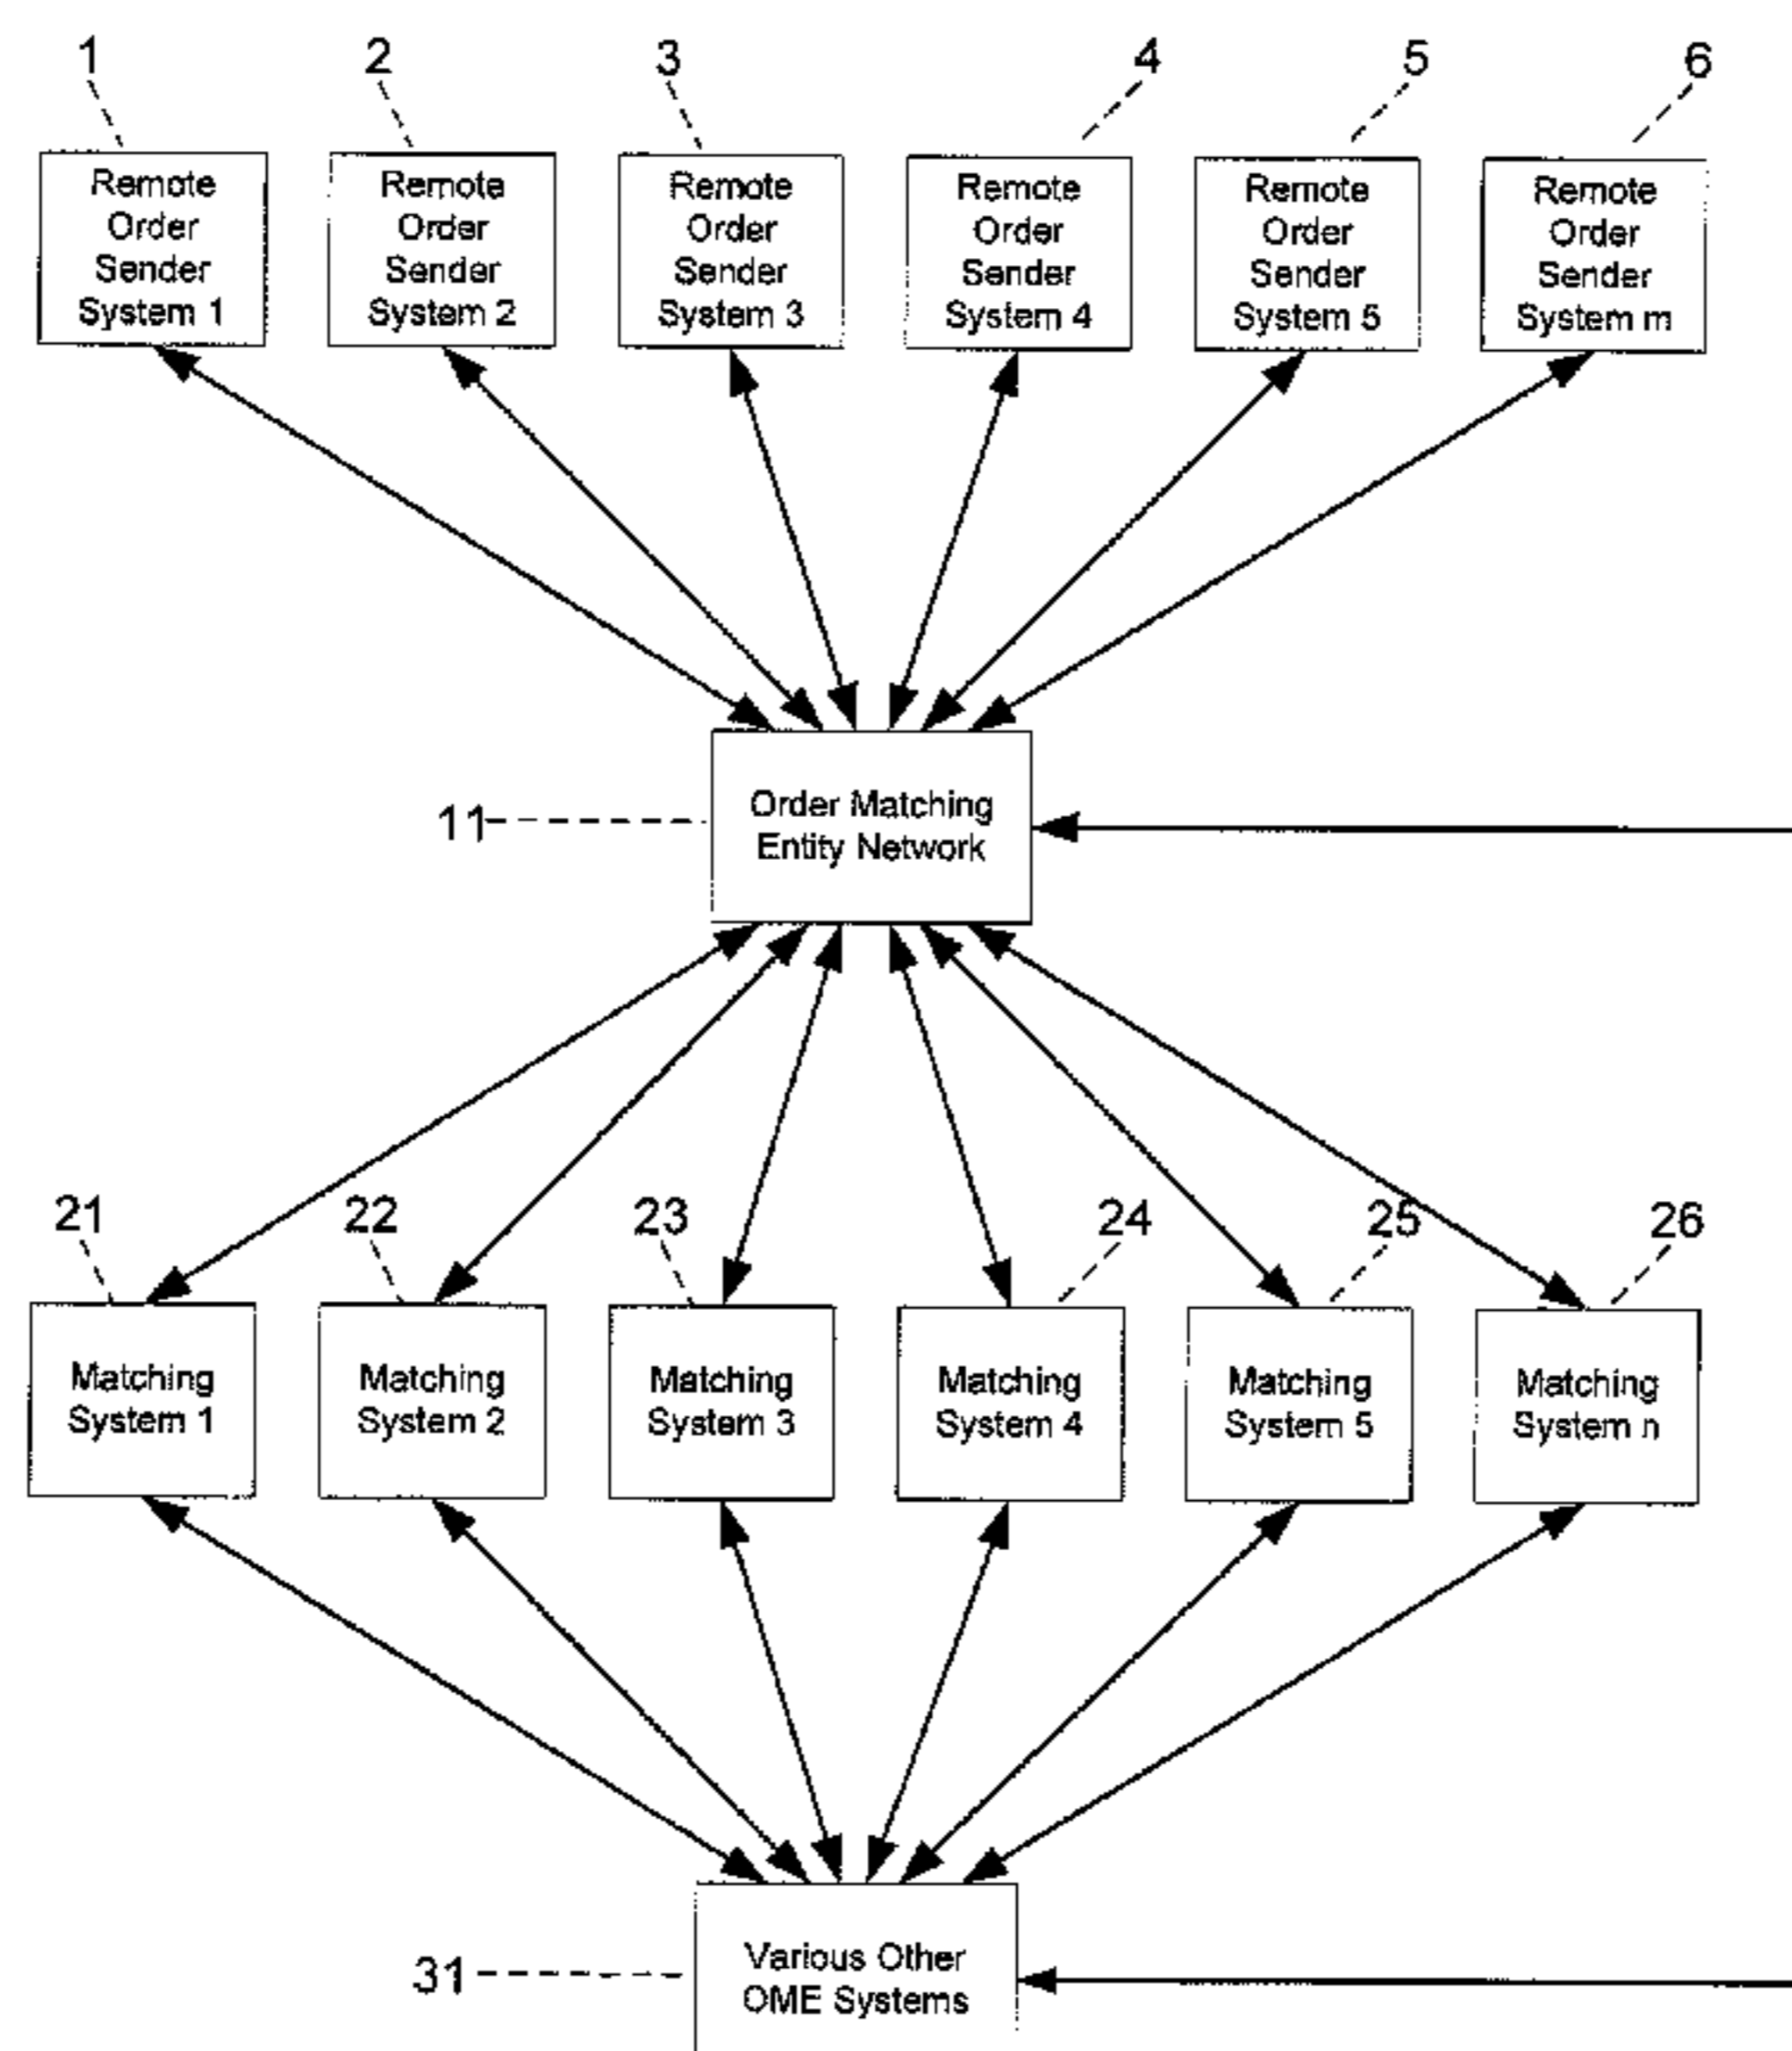 1 2 3 4 5 6
Remote
Order
Sender
System 1
Remote
Order
Sender
System 2
Remote
Order
Sender
System 3
Remote
Order
Sender
System 4
Remote
Order
Sender
System 5
Remote
Order
Sender
System m
11
Order Matching
Entity Network
21 22 23 24 25 26
Matching
System 1
Matching
System 2
Matching
System 3
Matching
System 4
Matching
System 5
Matching
System n
31
Various Other
OME Systems